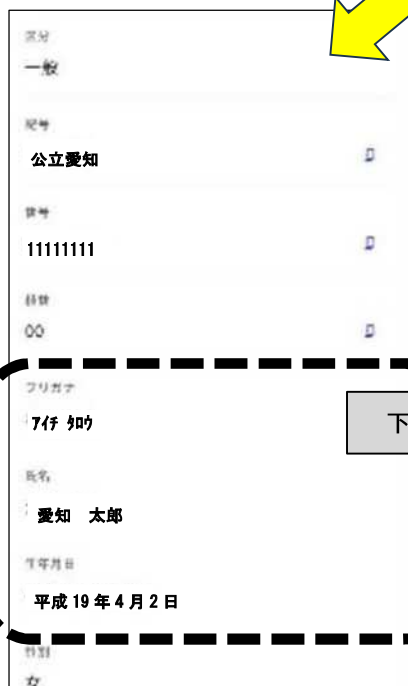 区分
一般
記号
公立愛知
番号
11111111
枝番
00
フリガナ
アイチ タロウ
下
氏名
愛知 太郎
生年月日
平成19年4月2日
性別
女